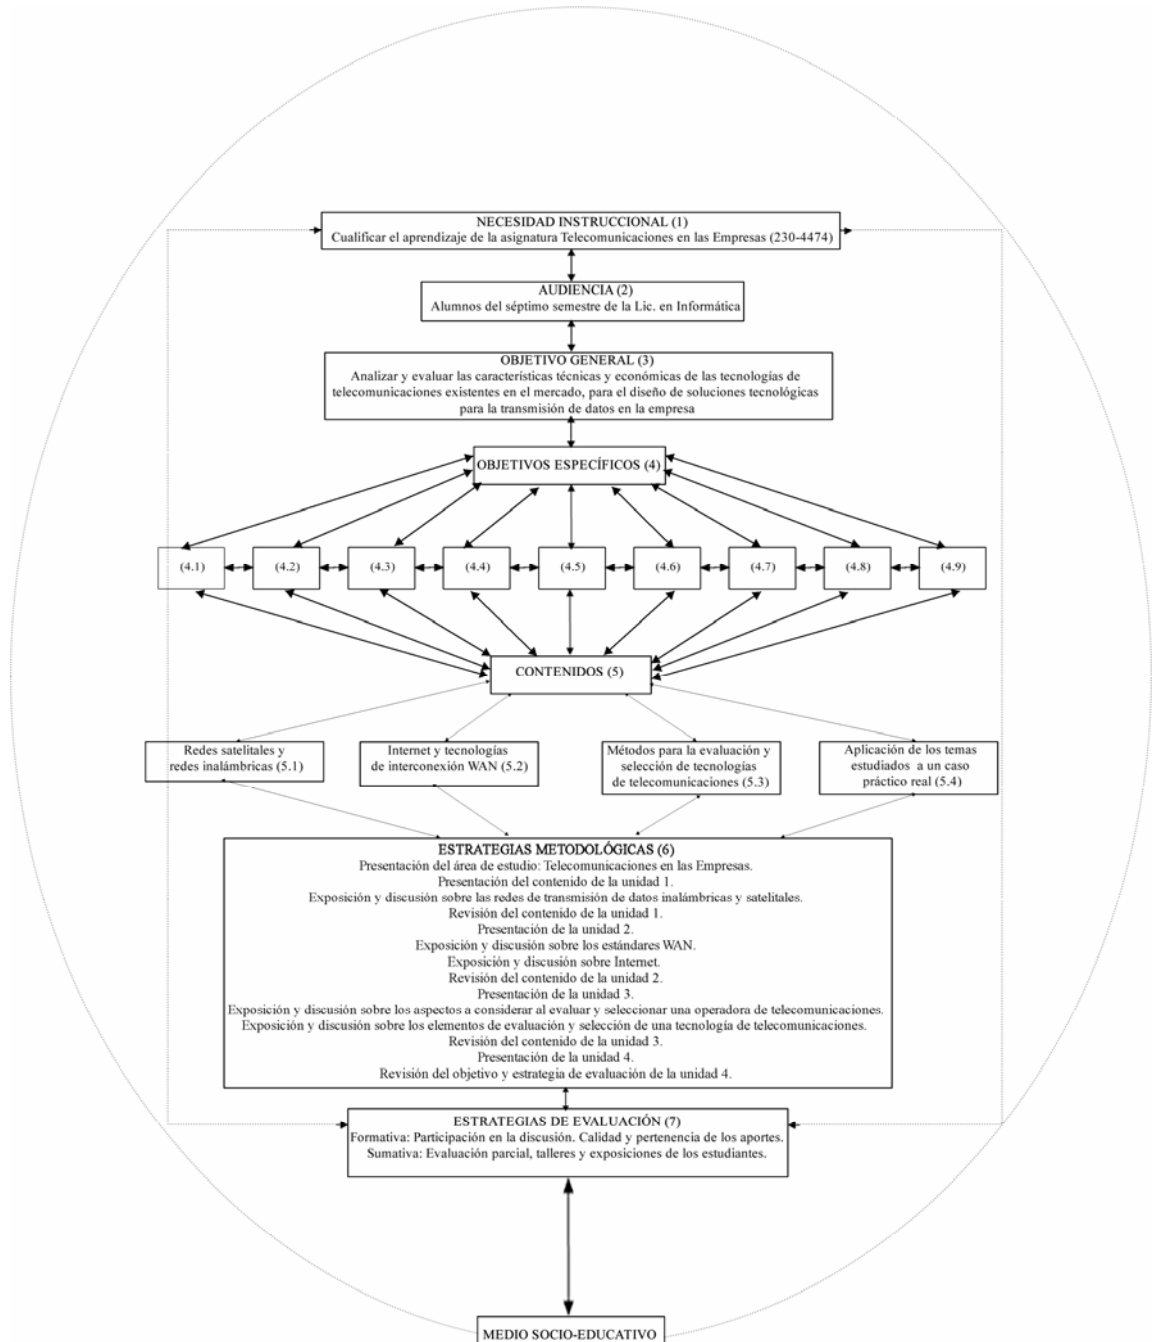 NECESIDAD INSTRUCCIONAL (1)
Cualificar el aprendizaje de la asignatura Telecomunicaciones en las Empresas (230-4474)
AUDIENCIA (2)
Alumnos del séptimo semestre de la Lic. en Informática
OBJETIVO GENERAL (3)
Analizar y evaluar las características técnicas y económicas de las tecnologías de
telecomunicaciones existentes en el mercado, para el diseño de soluciones tecnológicas
para la transmisión de datos en la empresa
OBJETIVOS ESPECÍFICOS (4)
(4.1) (4.2) (4.3) (4.4) (4.5) (4.6) (4.7) (4.8) (4.9)
CONTENIDOS (5)
Redes satelitales y
redes inalámbricas (5.1)
Internet y tecnologías
de interconexión WAN (5.2)
Métodos para la evaluación y
selección de tecnologías
de telecomunicaciones (5.3)
Aplicación de los temas
estudiados a un caso
práctico real (5.4)
ESTRATEGIAS METODOLÓGICAS (6)
Presentación del área de estudio: Telecomunicaciones en las Empresas.
Presentación del contenido de la unidad 1.
Exposición y discusión sobre las redes de transmisión de datos inalámbricas y satelitales.
Revisión del contenido de la unidad 1.
Presentación de la unidad 2.
Exposición y discusión sobre los estándares WAN.
Exposición y discusión sobre Internet.
Revisión del contenido de la unidad 2.
Presentación de la unidad 3.
Exposición y discusión sobre los aspectos a considerar al evaluar y seleccionar una operadora de telecomunicaciones.
Exposición y discusión sobre los elementos de evaluación y selección de una tecnología de telecomunicaciones.
Revisión del contenido de la unidad 3.
Presentación de la unidad 4.
Revisión del objetivo y estrategia de evaluación de la unidad 4.
ESTRATEGIAS DE EVALUACIÓN (7)
Formativa: Participación en la discusión. Calidad y pertenencia de los aportes.
Sumativa: Evaluación parcial, talleres y exposiciones de los estudiantes.
MEDIO SOCIO-EDUCATIVO